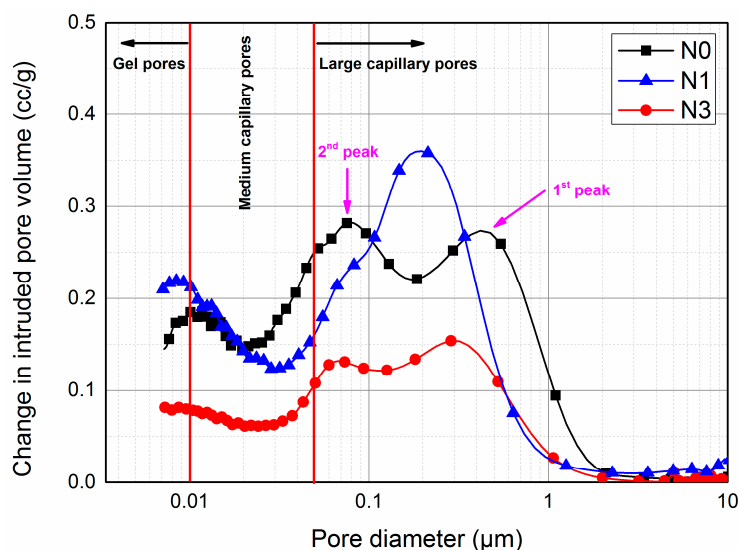 0.5
0.4
0.3
0.2
0.1
0.0
Change in intruded pore volume (cc/g)
Gel pores
Medium capillary pores
Large capillary pores
2nd peak
1st peak
N0
N1
N3
0.01
0.1
1
10
Pore diameter (µm)